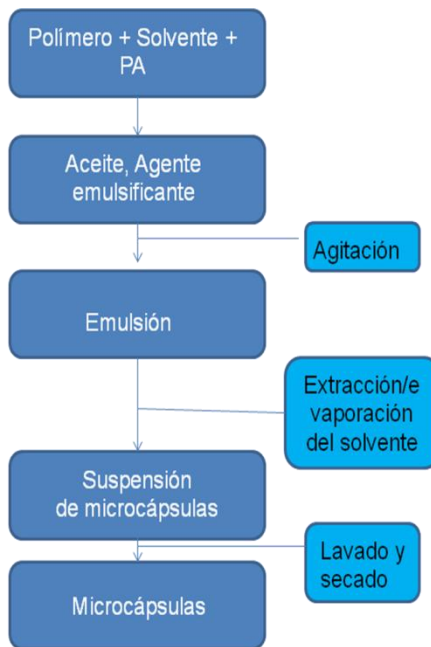 Polímero + Solvente +
PA
Aceite, Agente
emulsificante
Agitación
Emulsión
Extracción/e
vaporación
del solvente
Suspensión
de microcápsulas
Lavado y
secado
Microcápsulas